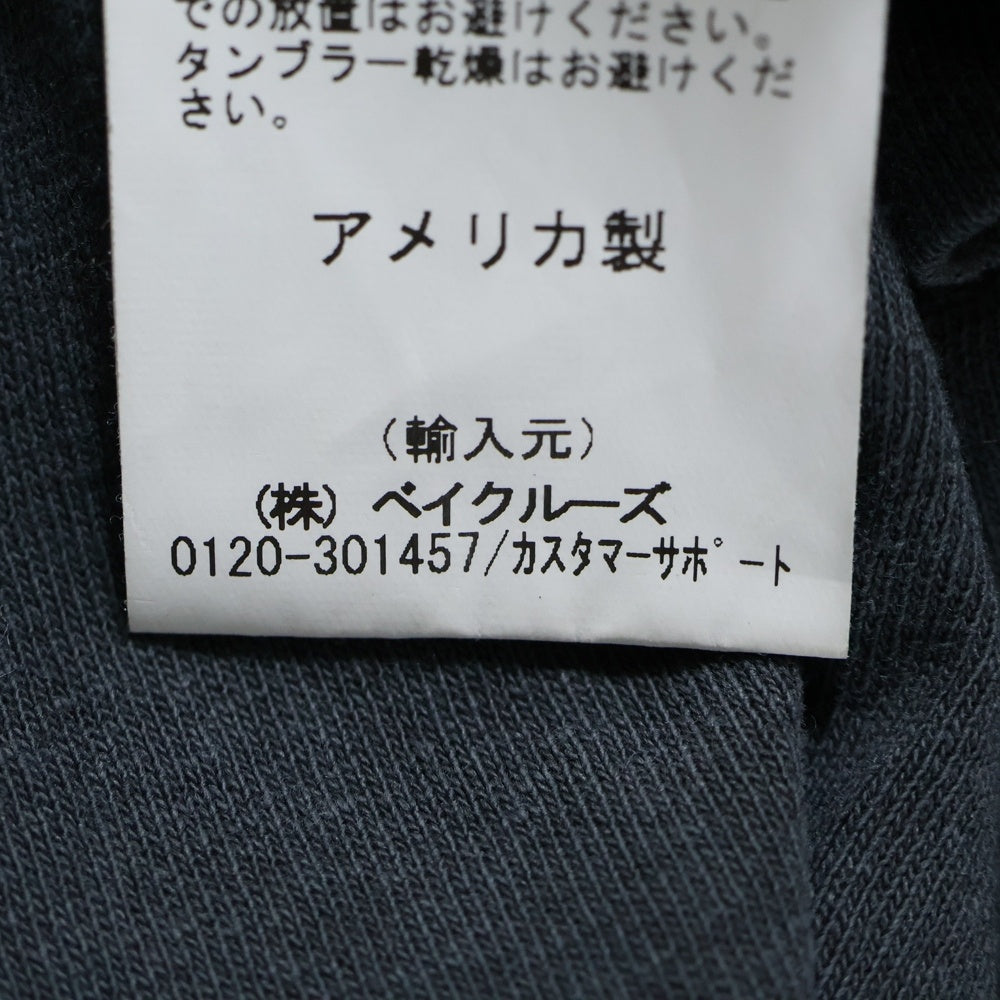 での放置はお避けください。
タンブラー乾燥はお避けくだ
さい。
アメリカ製
(輸入元)
(株) ベイクルーズ
0120-301457/カスタマーサポート